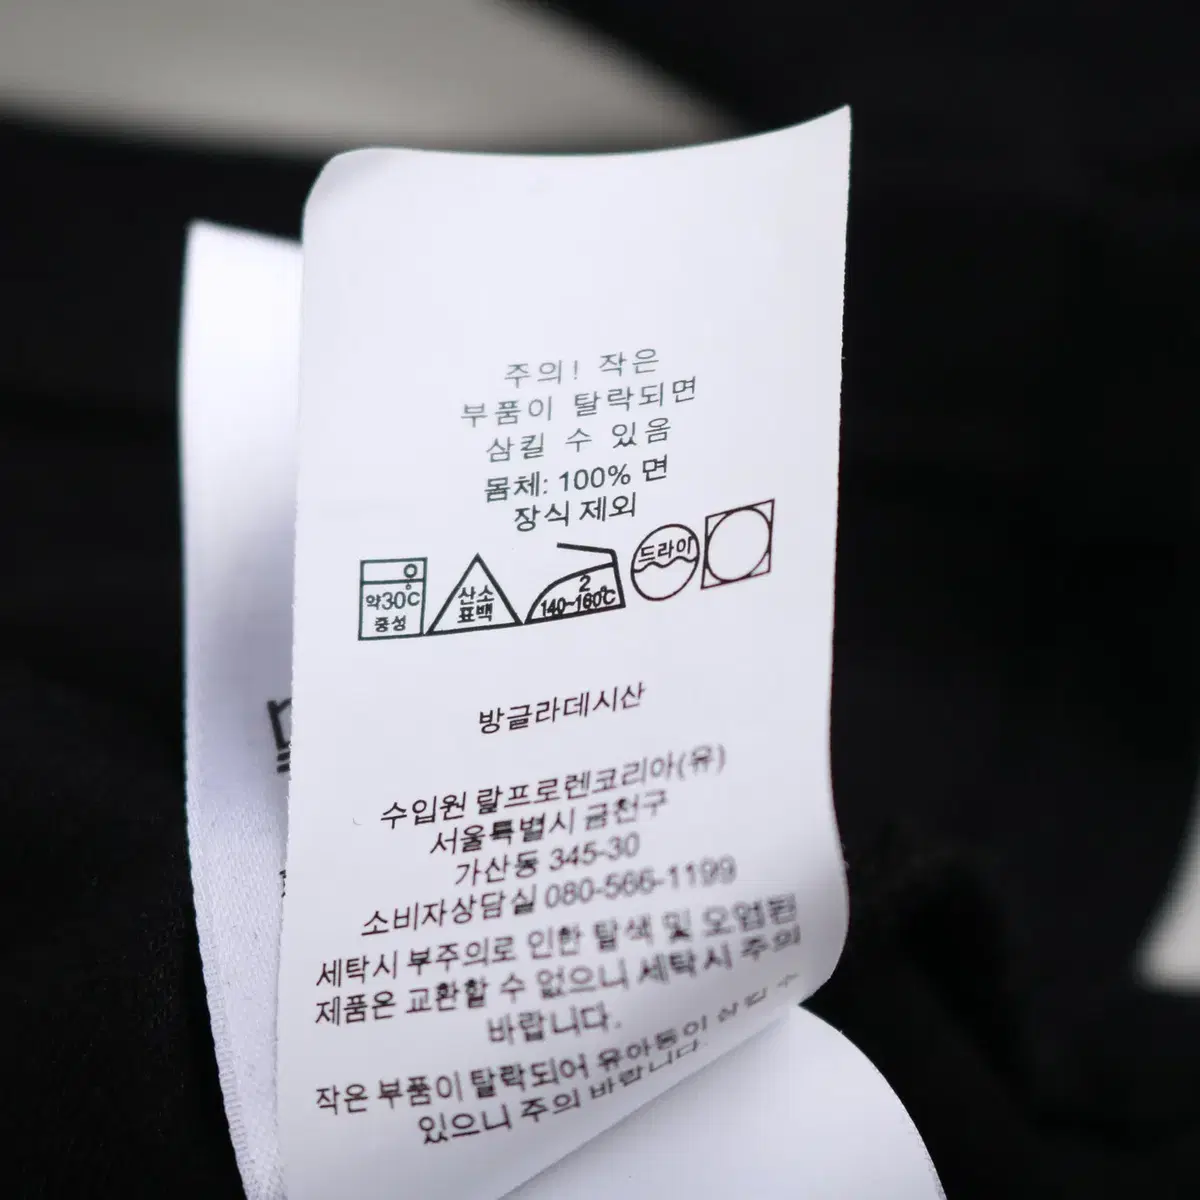 주의! 작은
부품이 탈락되면
삼킬 수 있음
몸체: 100% 면
장식 제외
약30℃
중성
산소
표백
2
140~160℃
드라이
방글라데시산
수입원 랄프로렌코리아(유)
서울특별시 금천구
가산동 345-30
소비자상담실 080-566-1199
세탁시 부주의로 인한 탈색 및 오염된
제품은 교환할 수 없으니 세탁시 주의
바랍니다.
작은 부품이 탈락되어 유아동이 삼킬 수
있으니 주의 바랍니다.